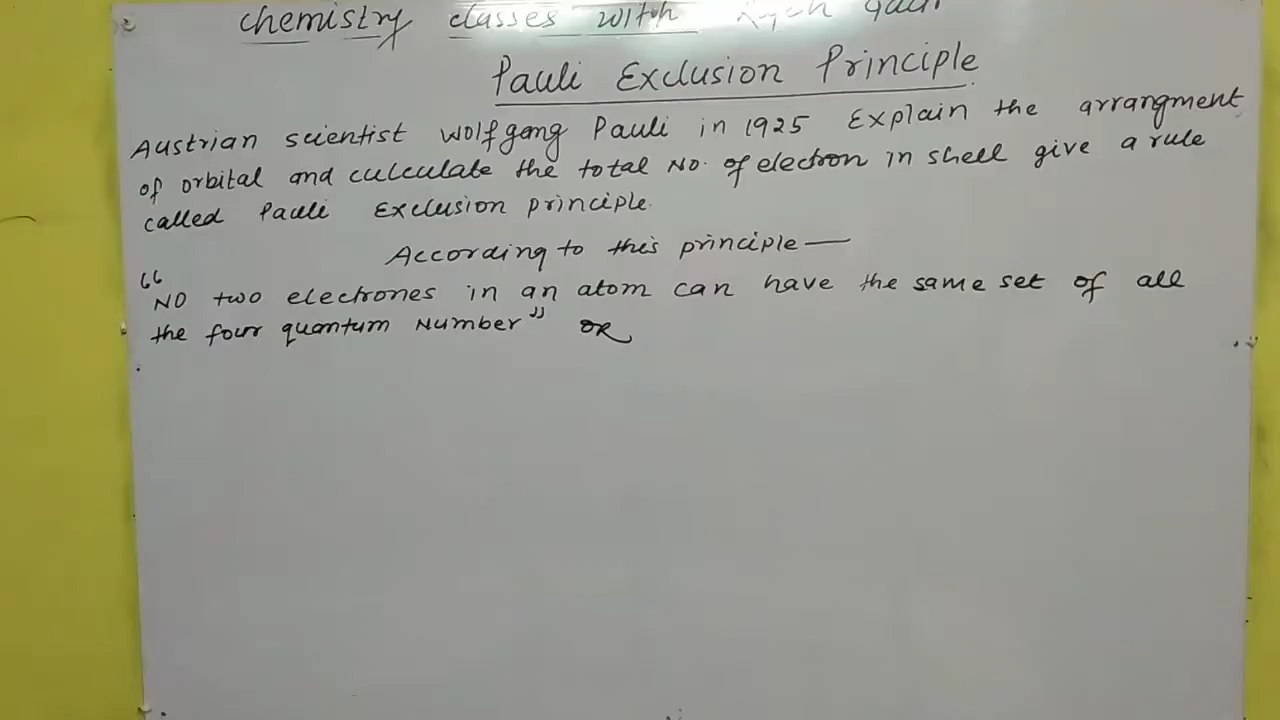 chemistry classes with
Pauli Exclusion Principle
Austrian scientist Wolfgang Pauli in 1925 Explain the arrangment
of orbital and culculate the total No. of electron in shell give a rule
called Pauli Exclusion principle.
According to this principle —
"NO two electrones in an atom can have the same set of all
the four quantum Number" OR